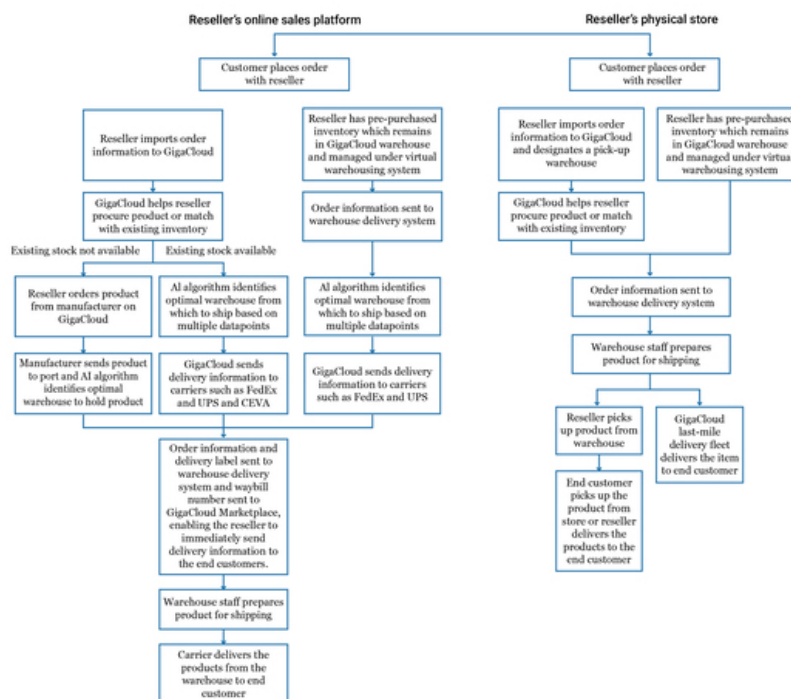 Reseller's online sales platform
Reseller's physical store
Customer places order
with reseller
Customer places order
with reseller
Reseller imports order
information to GigaCloud
Reseller has pre-purchased
inventory which remains
in GigaCloud warehouse
and managed under virtual
warehousing system
Reseller imports order
information to GigaCloud
and designates a pick-up
warehouse
Reseller has pre-purchased
inventory which remains
in GigaCloud warehouse
and managed under virtual
warehousing system
GigaCloud helps reseller
procure product or match
with existing inventory
Order information sent to
warehouse delivery system
GigaCloud helps reseller
procure product or match
with existing inventory
Existing stock not available
Existing stock available
Reseller orders product
from manufacturer on
GigaCloud
AI algorithm identifies
optimal warehouse from
which to ship based on
multiple datapoints
AI algorithm identifies
optimal warehouse from
which to ship based on
multiple datapoints
Order information sent to
warehouse delivery system
Manufacturer sends product
to port and AI algorithm
identifies optimal
warehouse to hold product
GigaCloud sends
delivery information to
carriers such as FedEx
and UPS and CEVA
GigaCloud sends delivery
information to carriers
such as FedEx and UPS
Warehouse staff prepares
product for shipping
Reseller picks
up product from
warehouse
GigaCloud
last-mile
delivery fleet
delivers the item
to end customer
Order information and
delivery label sent to
warehouse delivery
system and waybill
number sent to
GigaCloud Marketplace,
enabling the reseller to
immediately send
delivery information to
the end customers.
End customer
picks up the
product from
store or reseller
delivers the
products to the
end customer
Warehouse staff prepares
product for shipping
Carrier delivers the
products from the
warehouse to end
customer